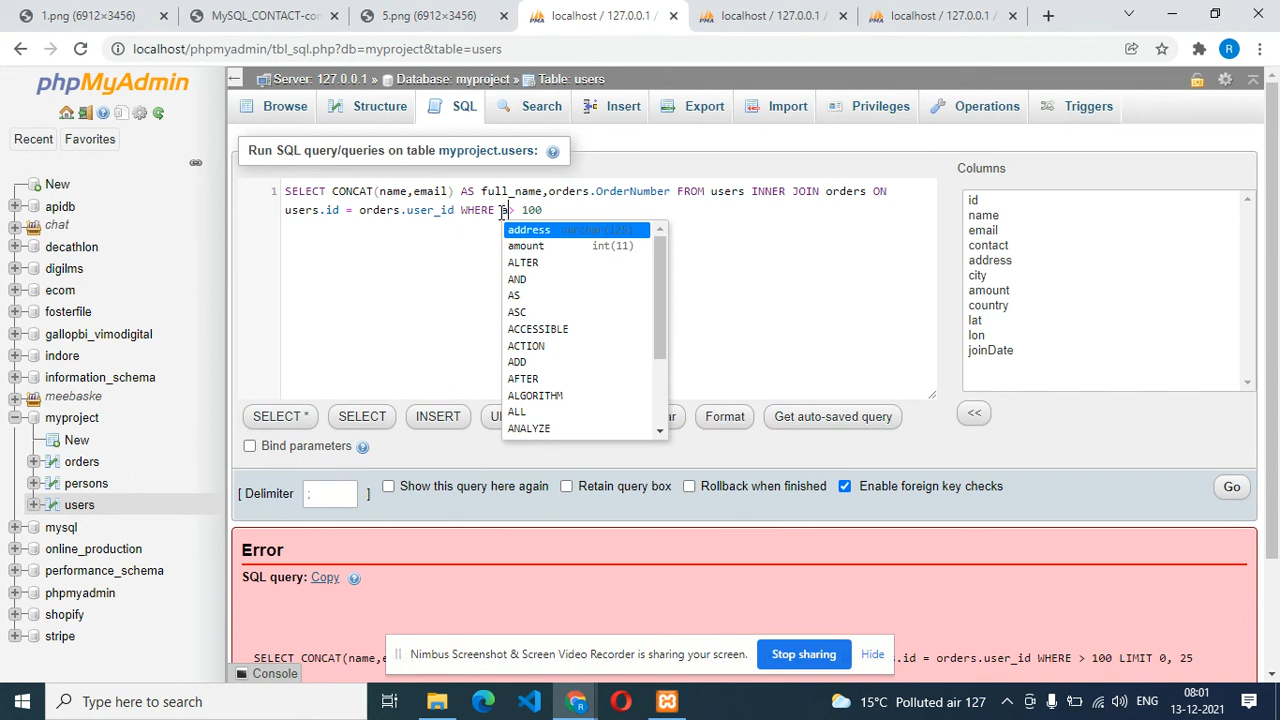 1.png (6912×3456)
MySQL_CONTACT-con
5.png (6912×3456)
localhost / 127.0.0.1 /
localhost / 127.0.0.1 /
localhost / 127.0.0.1 /
localhost/phpmyadmin/tbl_sql.php?db=myproject&table=users
R
phpMyAdmin
Recent
Favorites
New
apidb
chat
decathlon
digilms
ecom
fosterfile
gallopbi_vimodigital
indore
information_schema
meebaske
myproject
New
orders
persons
users
mysql
online_production
performance_schema
phpmyadmin
shopify
stripe
Server: 127.0.0.1 » Database: myproject » Table: users
Browse
Structure
SQL
Search
Insert
Export
Import
Privileges
Operations
Triggers
Run SQL query/queries on table myproject.users:
1 SELECT CONCAT(name,email) AS full_name,orders.OrderNumber FROM users INNER JOIN orders ON
users.id = orders.user_id WHERE a> 100
address varchar(125)
amount int(11)
ALTER
AND
AS
ASC
ACCESSIBLE
ACTION
ADD
AFTER
ALGORITHM
ALL
ANALYZE
Columns
id
name
email
contact
address
city
amount
country
lat
lon
joinDate
<<
SELECT *
SELECT
INSERT
Format
Get auto-saved query
Bind parameters
[ Delimiter ; ]
Show this query here again
Retain query box
Rollback when finished
Enable foreign key checks
Go
Error
SQL query: Copy
SELECT CONCAT(name,e
.id = orders.user_id WHERE > 100 LIMIT 0, 25
Nimbus Screenshot & Screen Video Recorder is sharing your screen.
Stop sharing
Hide
Console
Type here to search
15°C Polluted air 127
ENG
08:01
13-12-2021